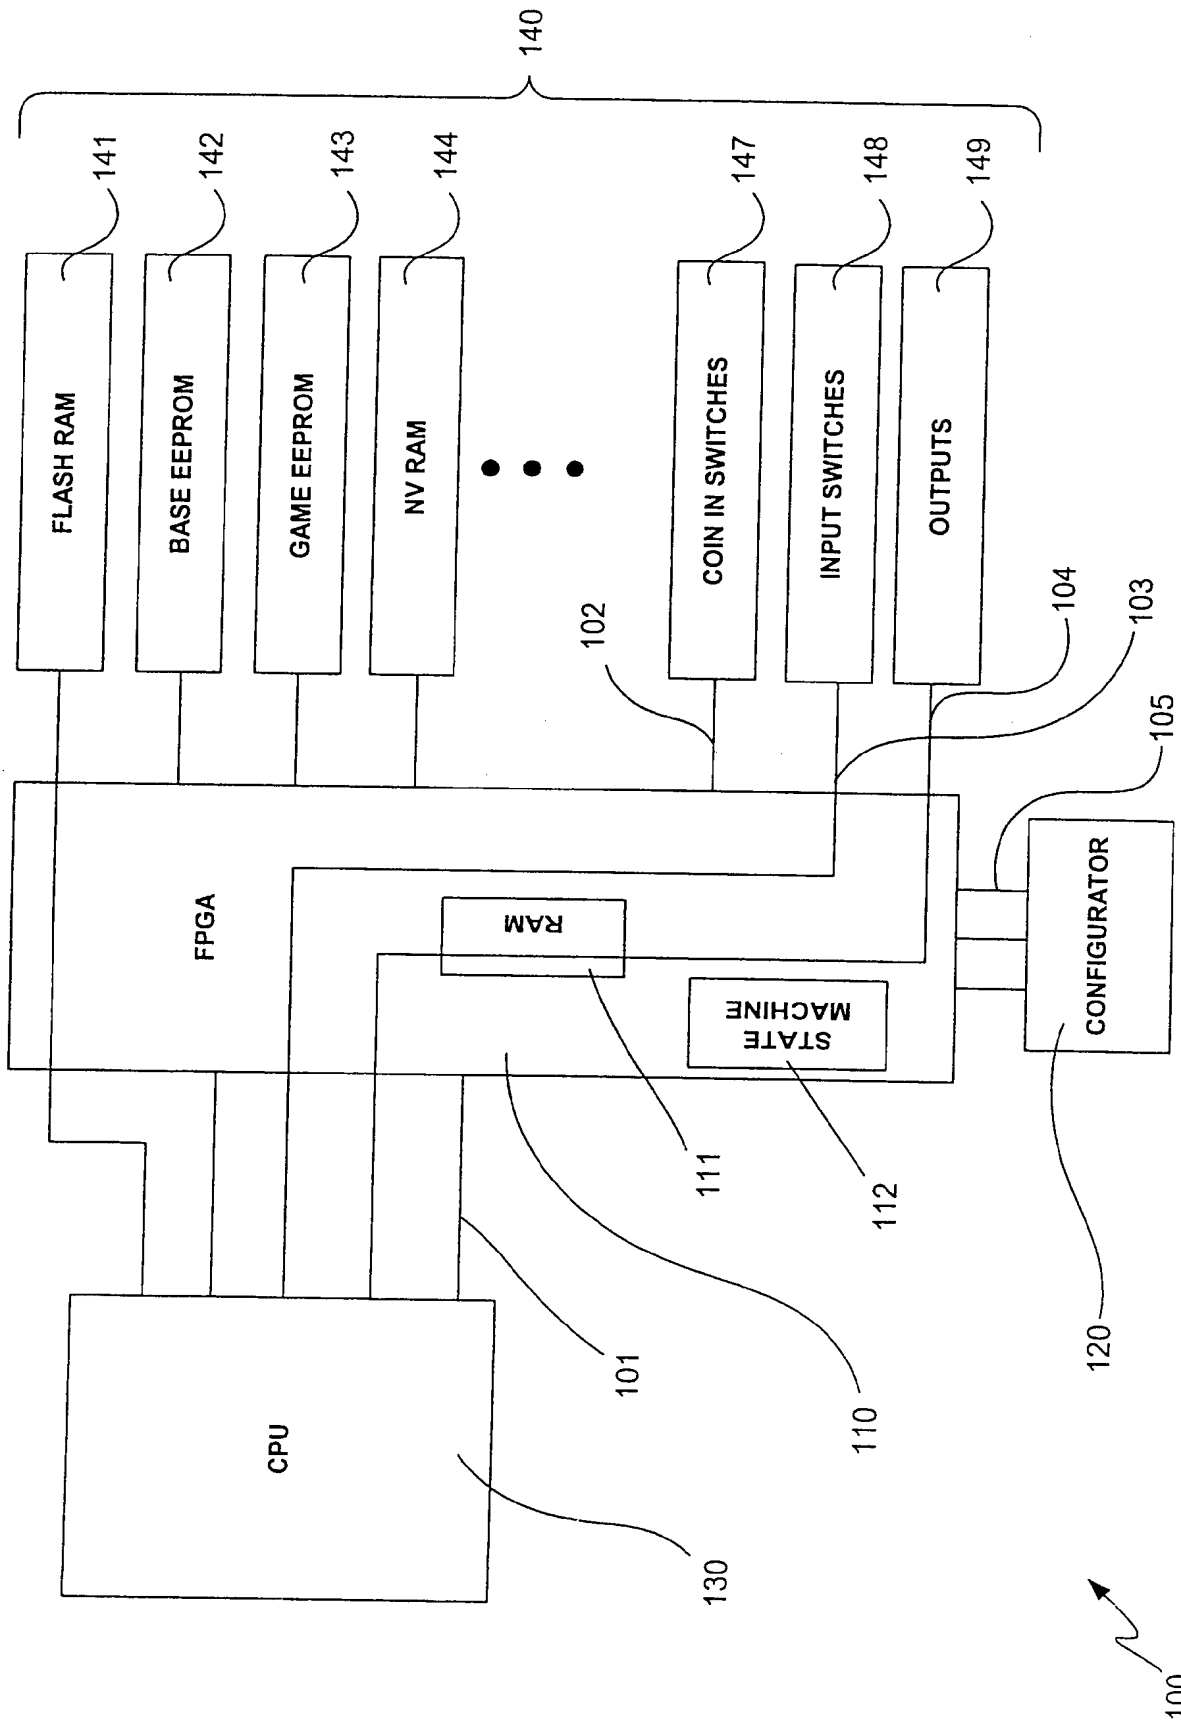 140
FLASH RAM
141
BASE EEPROM
142
GAME EEPROM
143
NV RAM
144
COIN IN SWITCHES
147
INPUT SWITCHES
148
OUTPUTS
149
102
103
104
105
FPGA
RAM
STATE
MACHINE
111
112
110
101
CPU
130
CONFIGURATOR
120
100